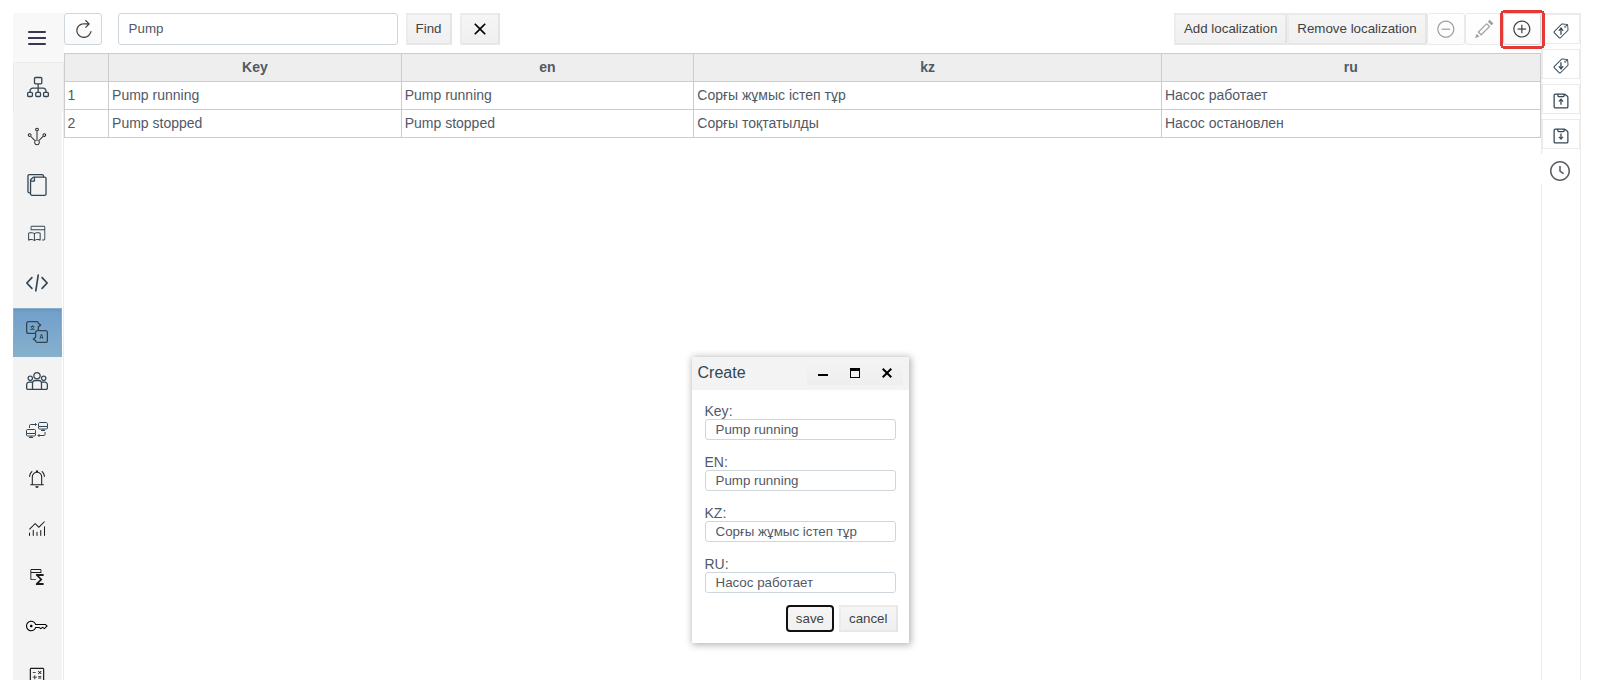 Pump
Find
Add localization
Remove localization
Key en kz ru
1 Pump running Pump running Сорғы жұмыс істеп тұр Насос работает
2 Pump stopped Pump stopped Сорғы тоқтатылды Насос остановлен
Create
Key:
Pump running
EN:
Pump running
KZ:
Сорғы жұмыс істеп тұр
RU:
Насос работает
save cancel